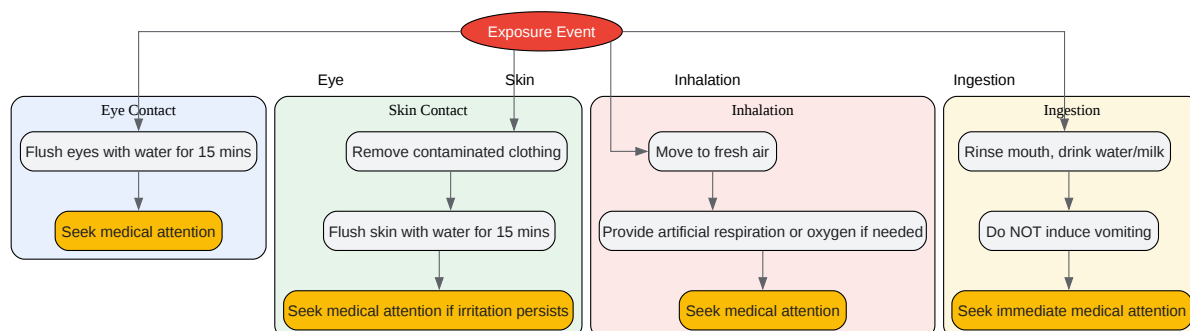 Exposure Event
Eye
Skin
Inhalation
Ingestion
Eye Contact
Flush eyes with water for 15 mins
Seek medical attention
Skin Contact
Remove contaminated clothing
Flush skin with water for 15 mins
Seek medical attention if irritation persists
Inhalation
Move to fresh air
Provide artificial respiration or oxygen if needed
Seek medical attention
Ingestion
Rinse mouth, drink water/milk
Do NOT induce vomiting
Seek immediate medical attention